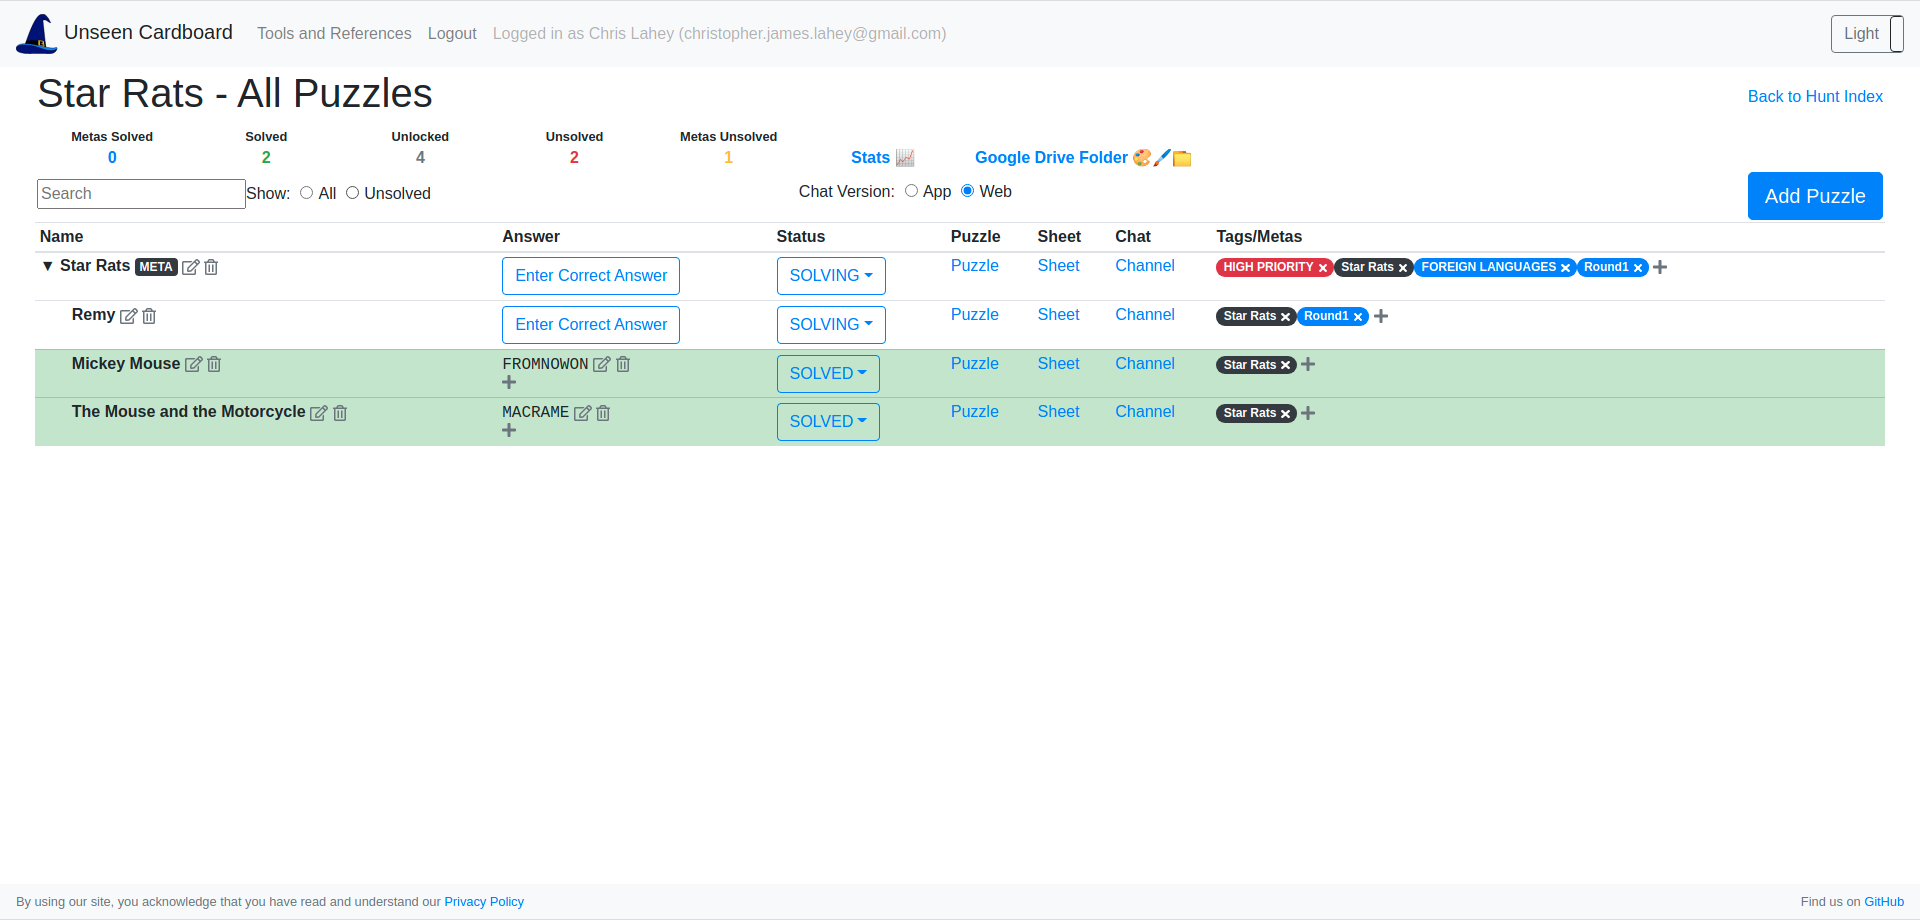 Unseen Cardboard Tools and References Logout Logged in as Chris Lahey (christopher.james.lahey@gmail.com) Light
Star Rats - All Puzzles Back to Hunt Index
Metas Solved Solved Unlocked Unsolved Metas Unsolved
0 2 4 2 1 Stats Google Drive Folder
Search Show: All Unsolved Chat Version: App Web Add Puzzle
Name Answer Status Puzzle Sheet Chat Tags/Metas
▼ Star Rats META Enter Correct Answer SOLVING Puzzle Sheet Channel HIGH PRIORITY Star Rats FOREIGN LANGUAGES Round1
Remy Enter Correct Answer SOLVING Puzzle Sheet Channel Star Rats Round1
Mickey Mouse FROMNOWON SOLVED Puzzle Sheet Channel Star Rats
The Mouse and the Motorcycle MACRAME SOLVED Puzzle Sheet Channel Star Rats
By using our site, you acknowledge that you have read and understand our Privacy Policy Find us on GitHub